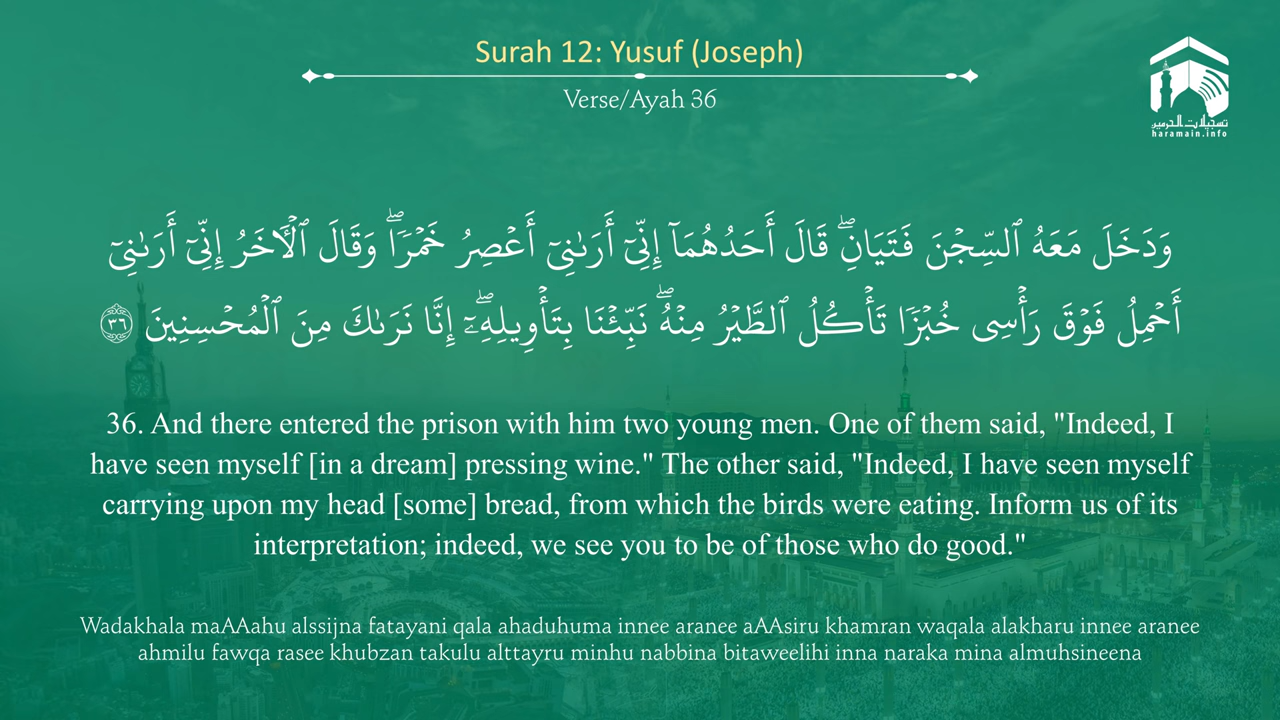 Surah 12: Yusuf (Joseph)
Verse/Ayah 36
تسجيلات الحرمين
haramain.info
وَدَخَلَ مَعَهُ ٱلسِّجْنَ فَتَيَانِ ۖ قَالَ أَحَدُهُمَآ إِنِّىٓ أَرَىٰنِىٓ أَعْصِرُ خَمْرًا ۖ وَقَالَ ٱلْـَٔاخَرُ إِنِّىٓ أَرَىٰنِىٓ
أَحْمِلُ فَوْقَ رَأْسِى خُبْزًا تَأْكُلُ ٱلطَّيْرُ مِنْهُ ۖ نَبِّئْنَا بِتَأْوِيلِهِۦٓ ۖ إِنَّا نَرَىٰكَ مِنَ ٱلْمُحْسِنِينَ ٣٦
36. And there entered the prison with him two young men. One of them said, "Indeed, I
have seen myself [in a dream] pressing wine." The other said, "Indeed, I have seen myself
carrying upon my head [some] bread, from which the birds were eating. Inform us of its
interpretation; indeed, we see you to be of those who do good."
Wadakhala maAAahu alssijna fatayani qala ahaduhuma innee aranee aAAsiru khamran waqala alakharu innee aranee
ahmilu fawqa rasee khubzan takulu alttayru minhu nabbina bitaweelihi inna naraka mina almuhsineena